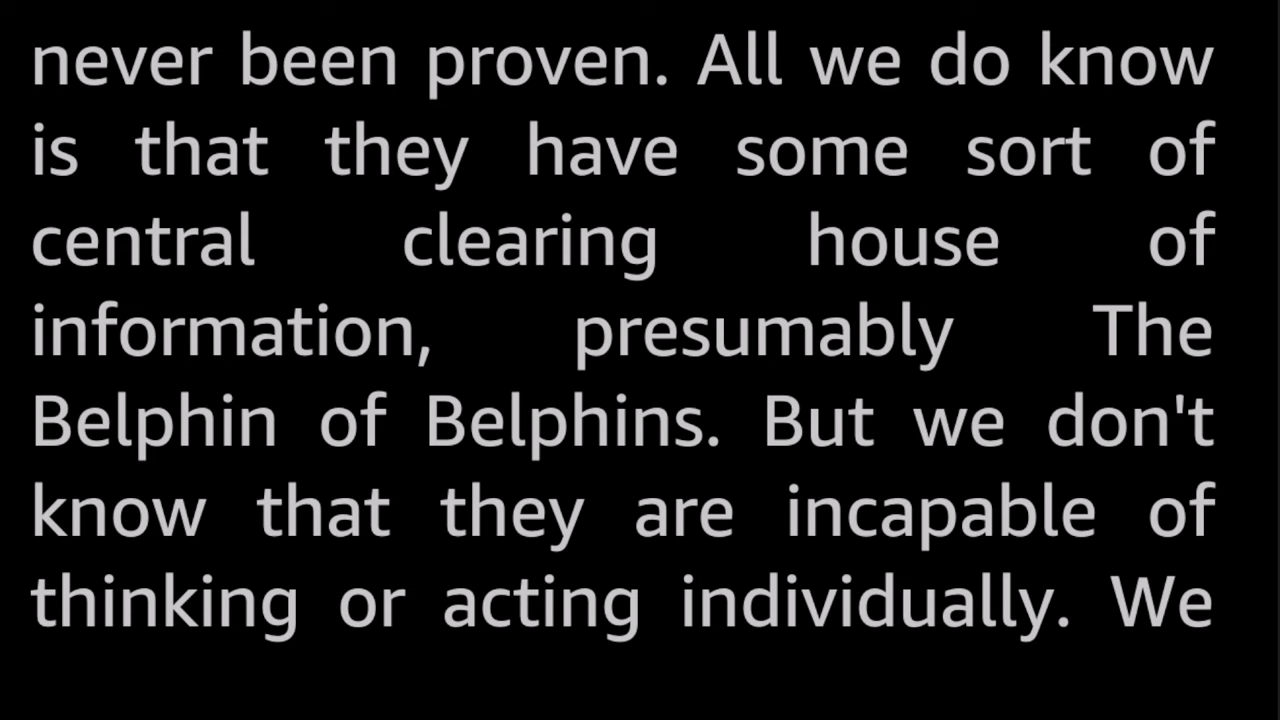 never been proven. All we do know
is that they have some sort of
central clearing house of
information, presumably The
Belphin of Belphins. But we don't
know that they are incapable of
thinking or acting individually. We